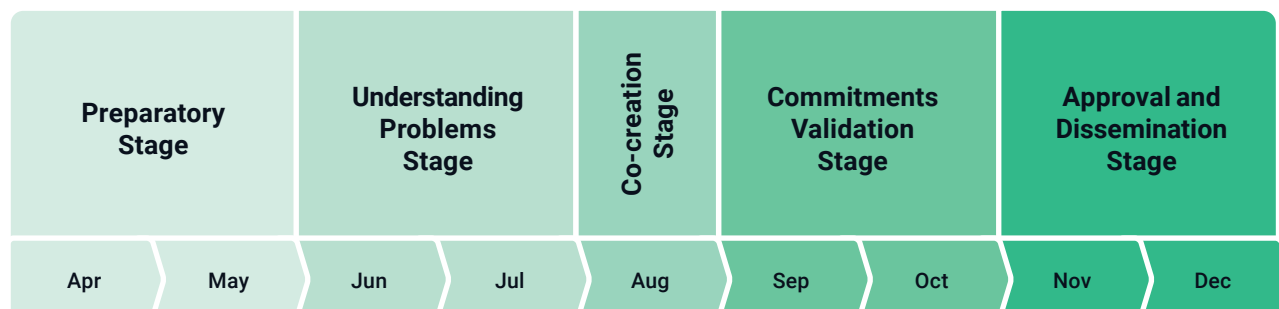 Preparatory
Stage
Understanding
Problems
Stage
Co-creation
Stage
Commitments
Validation
Stage
Approval and
Dissemination
Stage
Apr
May
Jun
Jul
Aug
Sep
Oct
Nov
Dec